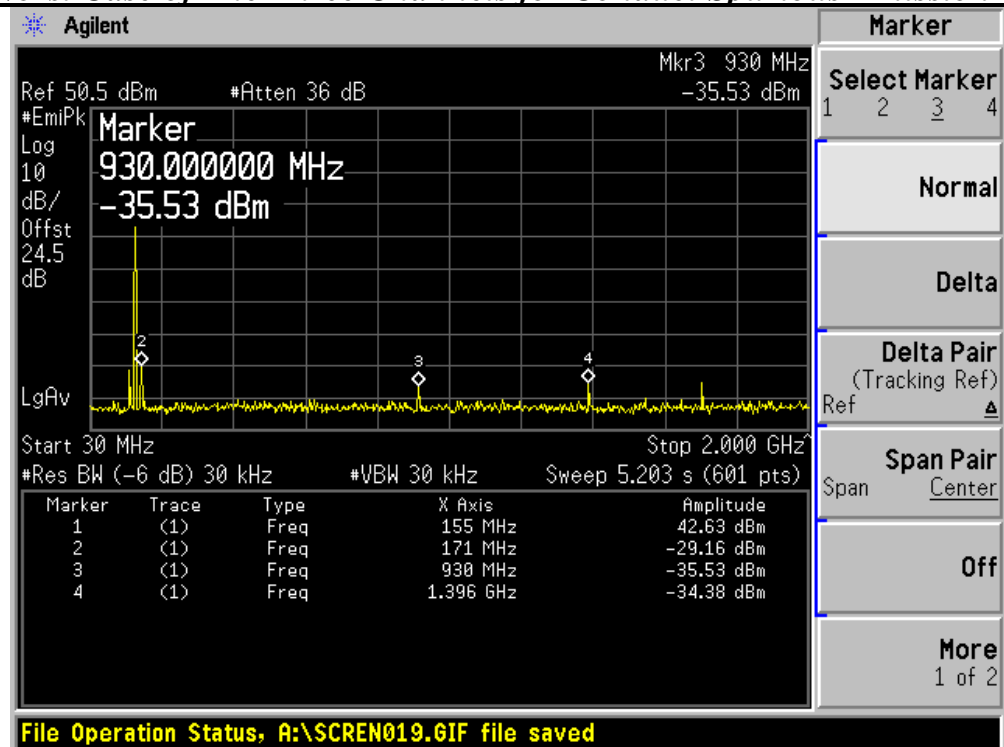 Agilent
Marker
Mkr3 930 MHz
Ref 50.5 dBm #Atten 36 dB -35.53 dBm
#EmiPk
Log
10
dB/
Offst
24.5
dB
Marker
930.000000 MHz
-35.53 dBm
2
3
4
LgAv
Start 30 MHz Stop 2.000 GHz^
#Res BW (-6 dB) 30 kHz #VBW 30 kHz Sweep 5.203 s (601 pts)
Marker Trace Type X Axis Amplitude
1 (1) Freq 155 MHz 42.63 dBm
2 (1) Freq 171 MHz -29.16 dBm
3 (1) Freq 930 MHz -35.53 dBm
4 (1) Freq 1.396 GHz -34.38 dBm
Select Marker
1 2 3 4
Normal
Delta
Delta Pair
(Tracking Ref)
Ref Δ
Span Pair
Span Center
Off
More
1 of 2
File Operation Status, A:\SCREN019.GIF file saved